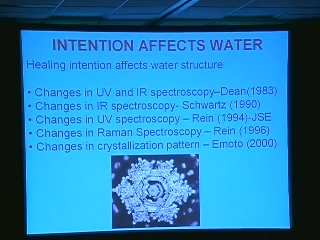 INTENTION AFFECTS WATER
Healing intention affects water structure
• Changes in UV and IR spectroscopy–Dean(1983)
• Changes in IR spectroscopy- Schwartz (1990)
• Changes in UV spectroscopy – Rein (1994)-JSE
• Changes in Raman Spectroscopy – Rein (1996)
• Changes in crystallization pattern – Emoto (2000)